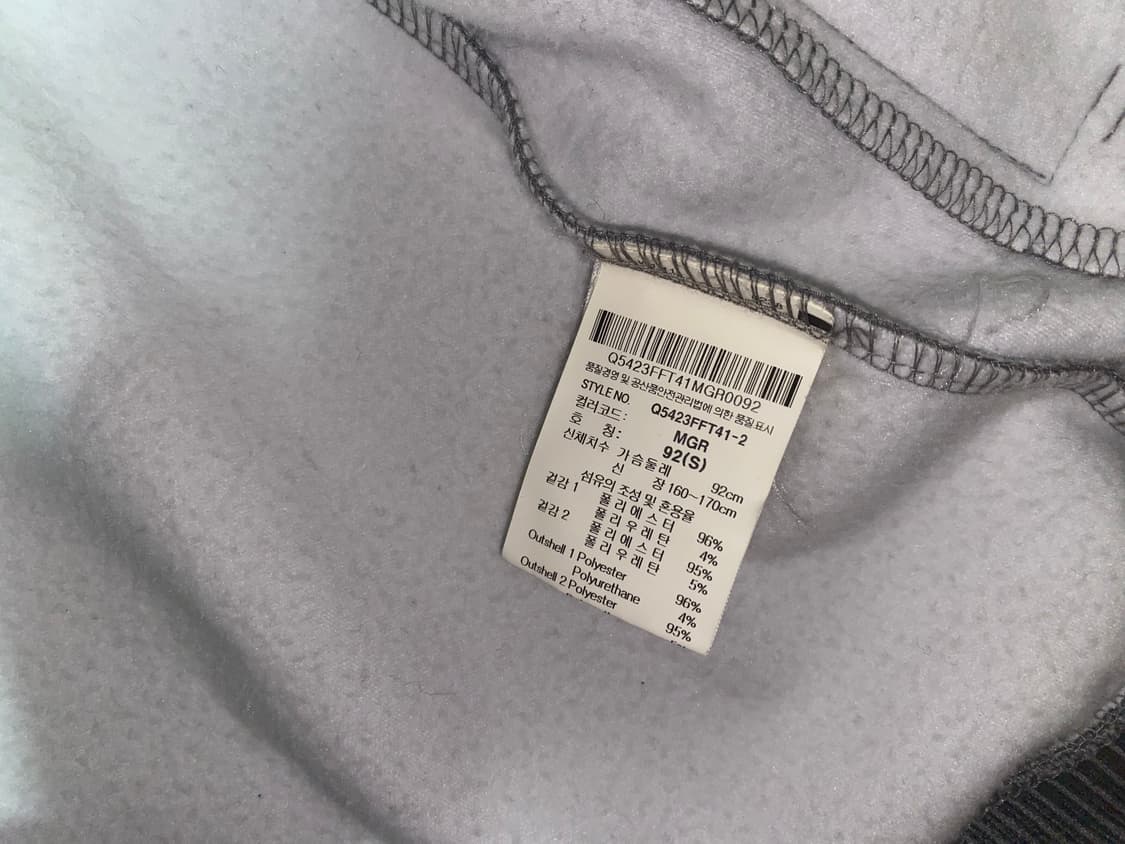 Q5423FFT41MGR0092
품질경영 및 공산품안전관리법에 의한 품질표시
STYLE NO. Q5423FFT41-2
컬러코드: MGR
호 칭: 92(S)
신체치수 가슴둘레 92cm
신 장 160~170cm
섬유의 조성 및 혼용율
겉감 1 폴리에스터 96%
폴리우레탄 4%
겉감 2 폴리에스터 95%
폴리우레탄 5%
Outshell 1 Polyester 96%
Polyurethane 4%
Outshell 2 Polyester 95%